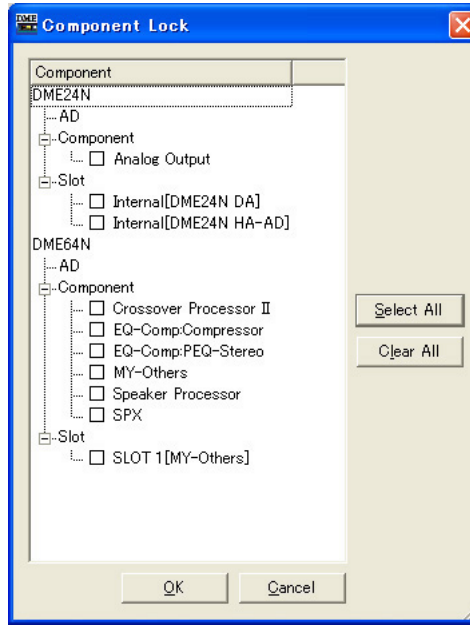 DME Component Lock
Component
DME24N
AD
Component
Analog Output
Slot
Internal[DME24N DA]
Internal[DME24N HA-AD]
DME64N
AD
Component
Crossover Processor II
EQ-Comp:Compressor
EQ-Comp:PEQ-Stereo
MY-Others
Speaker Processor
SPX
Slot
SLOT 1[MY-Others]
Select All
Clear All
OK Cancel